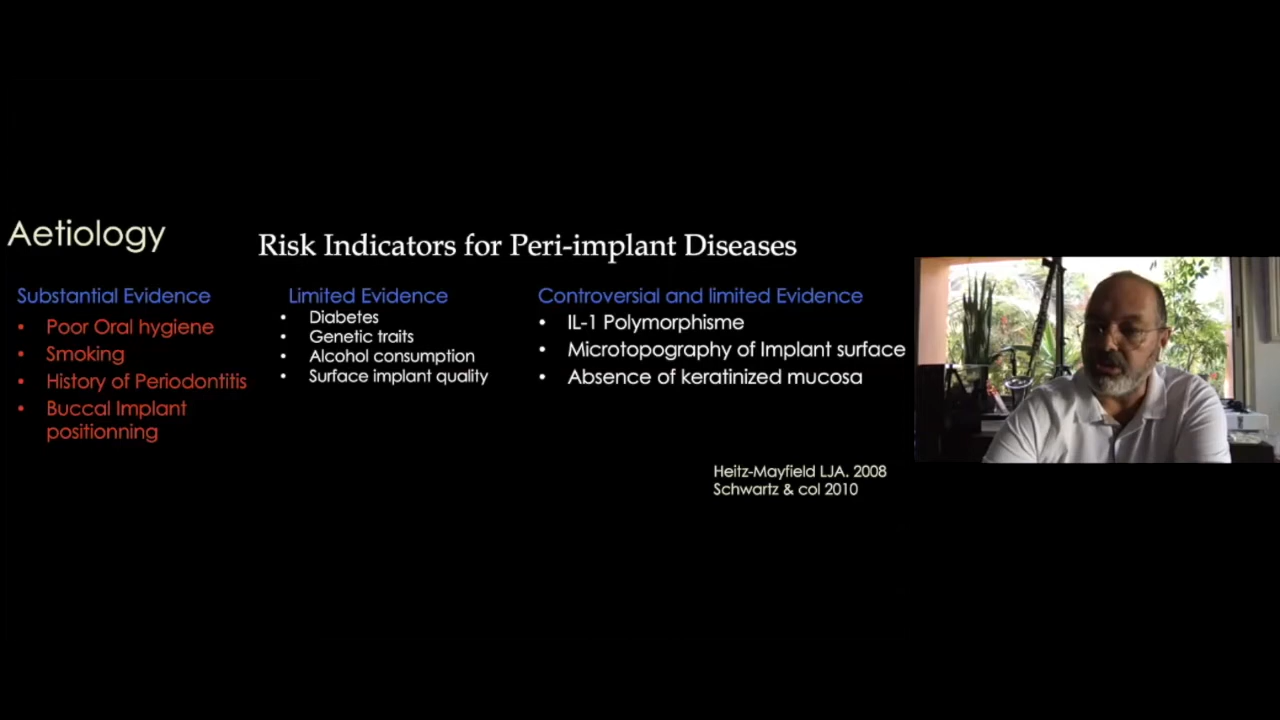 Aetiology
Risk Indicators for Peri-implant Diseases
Substantial Evidence
• Poor Oral hygiene
• Smoking
• History of Periodontitis
• Buccal Implant
positionning
Limited Evidence
• Diabetes
• Genetic traits
• Alcohol consumption
• Surface implant quality
Controversial and limited Evidence
• IL-1 Polymorphisme
• Microtopography of Implant surface
• Absence of keratinized mucosa
Heitz-Mayfield LJA. 2008
Schwartz & col 2010